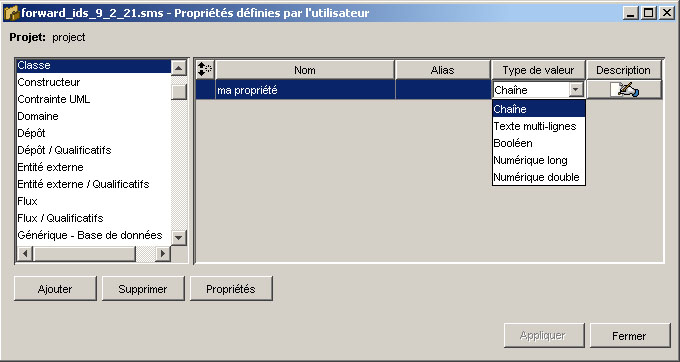 forward_ids_9_2_21.sms - Propriétés définies par l'utilisateur
Projet: project
Classe
Constructeur
Contrainte UML
Domaine
Dépôt
Dépôt / Qualificatifs
Entité externe
Entité externe / Qualificatifs
Flux
Flux / Qualificatifs
Générique - Base de données
Nom Alias Type de valeur Description
ma propriété Chaîne
Chaîne
Texte multi-lignes
Booléen
Numérique long
Numérique double
Ajouter Supprimer Propriétés
Appliquer Fermer